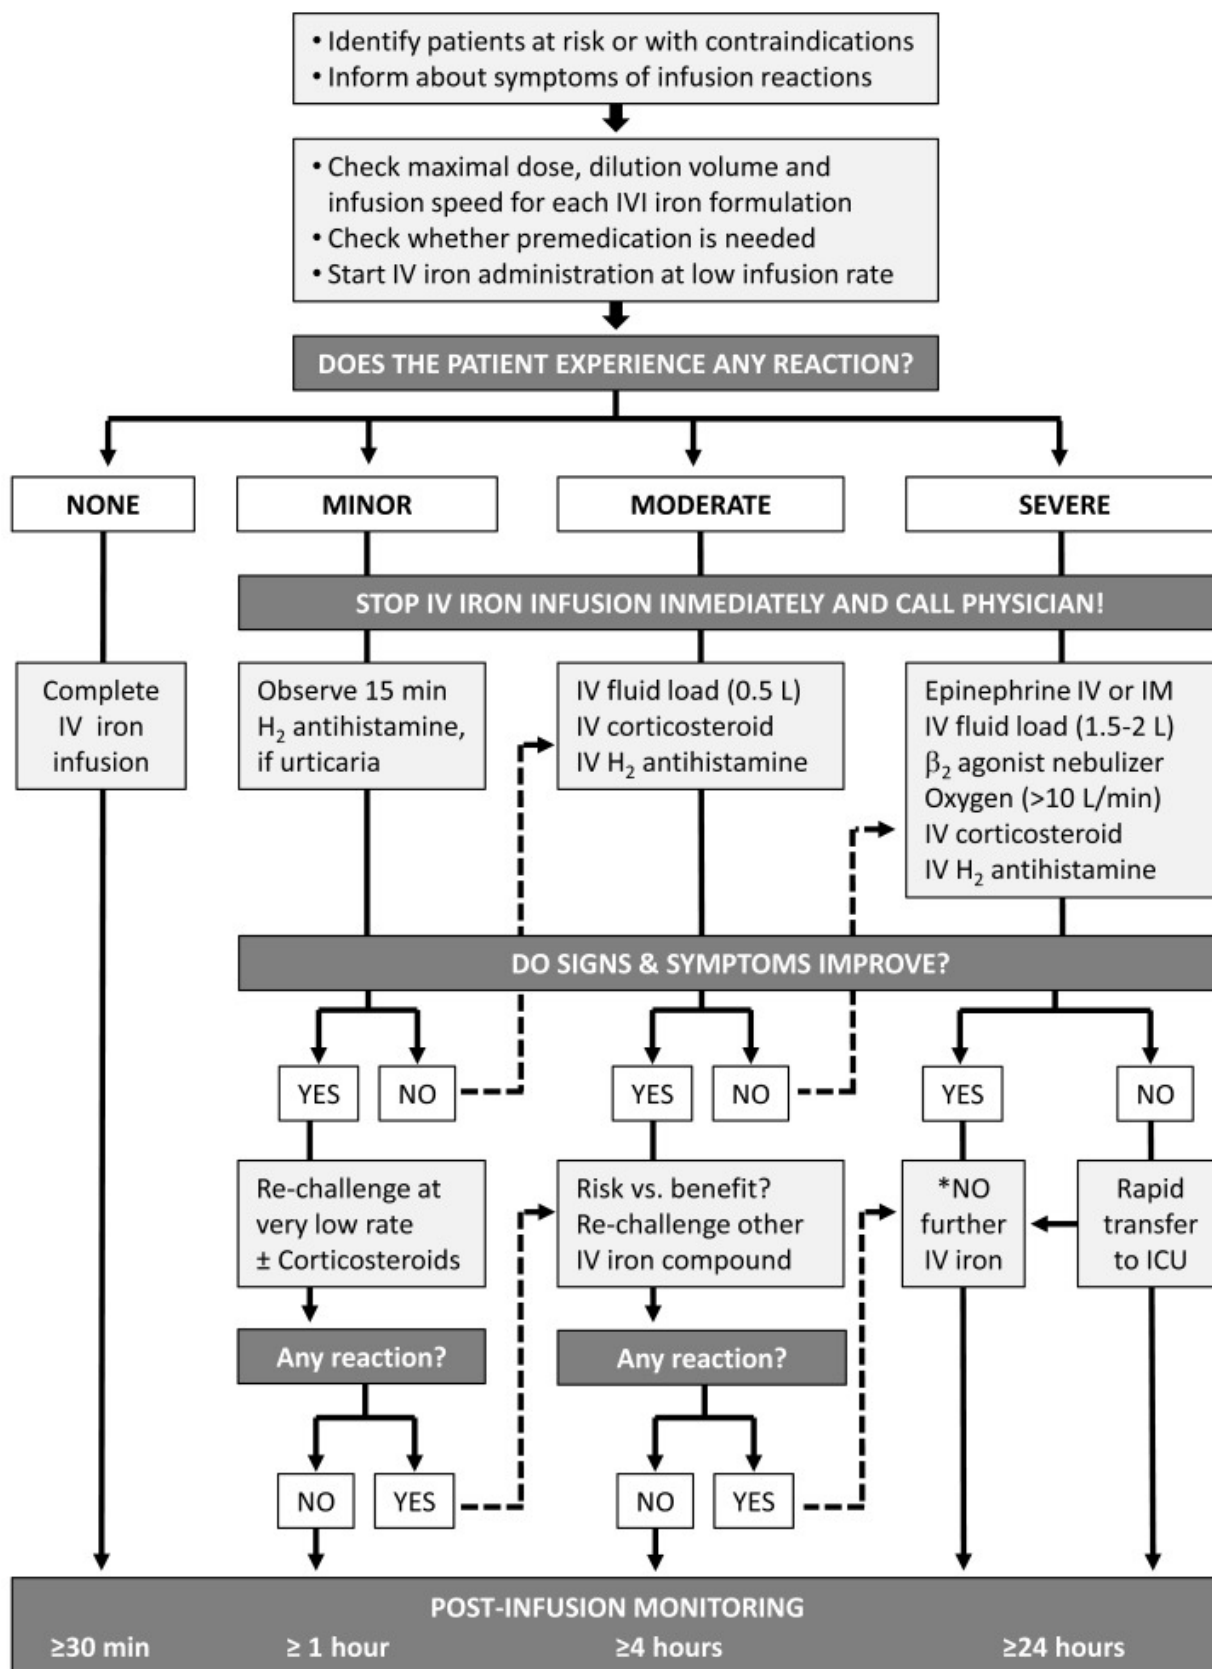 • Identify patients at risk or with contraindications
• Inform about symptoms of infusion reactions
• Check maximal dose, dilution volume and
infusion speed for each IVI iron formulation
• Check whether premedication is needed
• Start IV iron administration at low infusion rate
DOES THE PATIENT EXPERIENCE ANY REACTION?
NONE
MINOR
MODERATE
SEVERE
STOP IV IRON INFUSION INMEDIATELY AND CALL PHYSICIAN!
Complete
IV iron
infusion
Observe 15 min
H₂ antihistamine,
if urticaria
IV fluid load (0.5 L)
IV corticosteroid
IV H₂ antihistamine
Epinephrine IV or IM
IV fluid load (1.5-2 L)
β₂ agonist nebulizer
Oxygen (>10 L/min)
IV corticosteroid
IV H₂ antihistamine
DO SIGNS & SYMPTOMS IMPROVE?
YES
NO
YES
NO
YES
NO
Re-challenge at
very low rate
± Corticosteroids
Risk vs. benefit?
Re-challenge other
IV iron compound
*NO
further
IV iron
Rapid
transfer
to ICU
Any reaction?
Any reaction?
NO
YES
NO
YES
POST-INFUSION MONITORING
≥30 min
≥ 1 hour
≥4 hours
≥24 hours